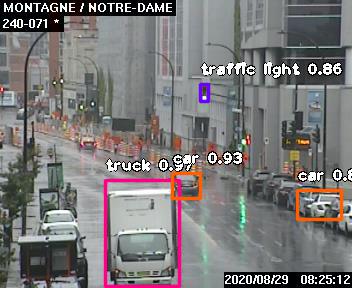 MONTAGNE / NOTRE-DAME
240-071 *
traffic light 0.86
truck 0.97
car 0.93
car 0.8
2020/08/29 08:25:12